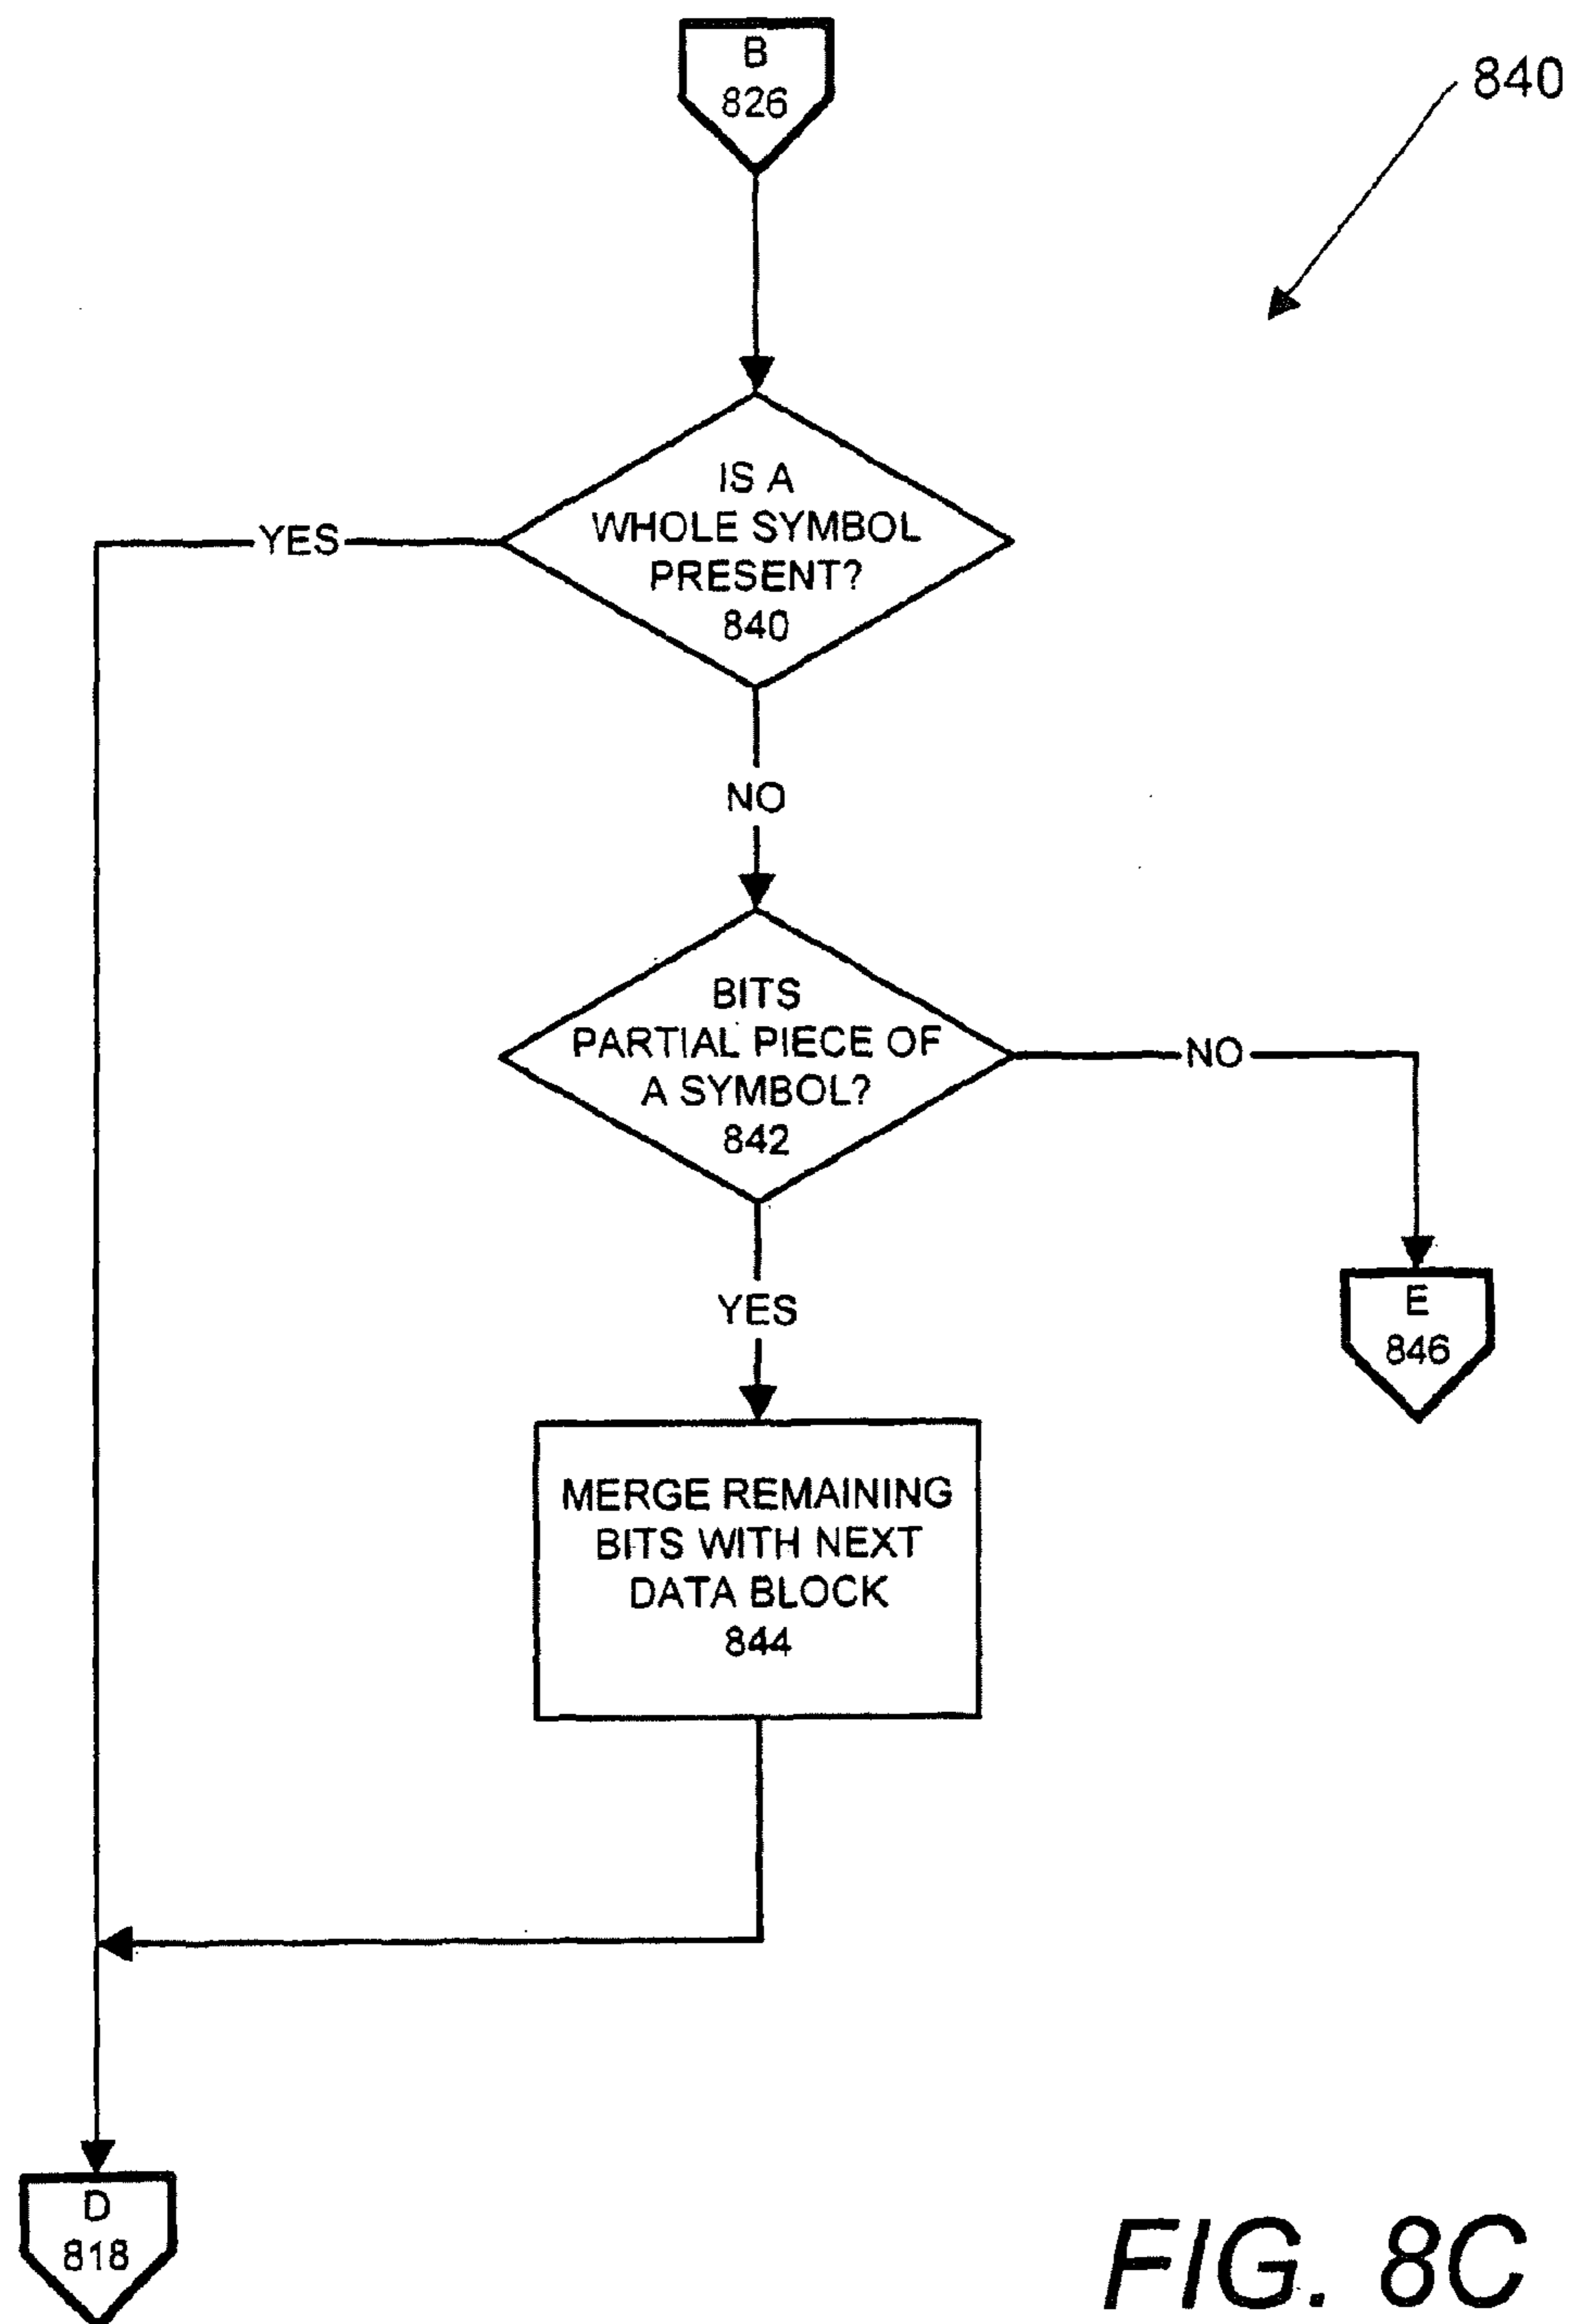 B
826
840
IS A
WHOLE SYMBOL
PRESENT?
840
YES
NO
BITS
PARTIAL PIECE OF
A SYMBOL?
842
NO
YES
E
846
MERGE REMAINING
BITS WITH NEXT
DATA BLOCK
844
D
818
FIG. 8C